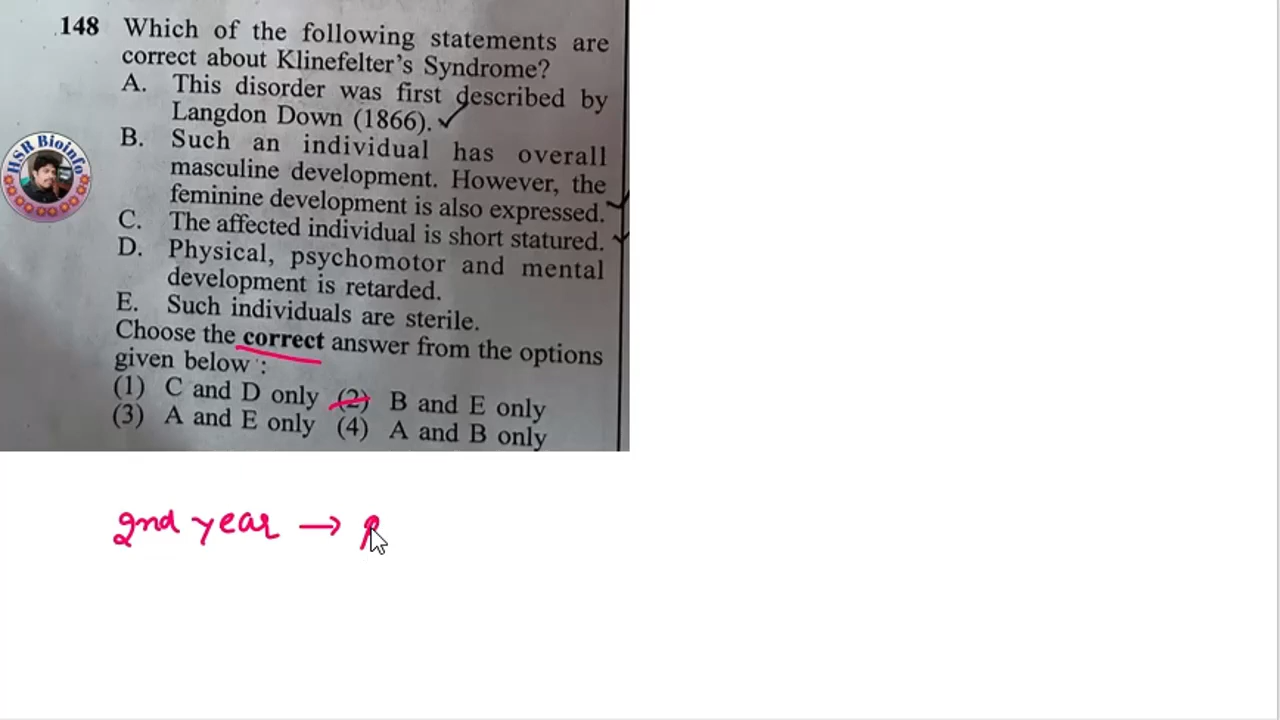 148 Which of the following statements are
correct about Klinefelter's Syndrome?
A. This disorder was first described by
Langdon Down (1866).
B. Such an individual has overall
masculine development. However, the
feminine development is also expressed.
C. The affected individual is short statured.
D. Physical, psychomotor and mental
development is retarded.
E. Such individuals are sterile.
Choose the correct answer from the options
given below :
(1) C and D only (2) B and E only
(3) A and E only (4) A and B only
HSR Bioinfo
2nd year →